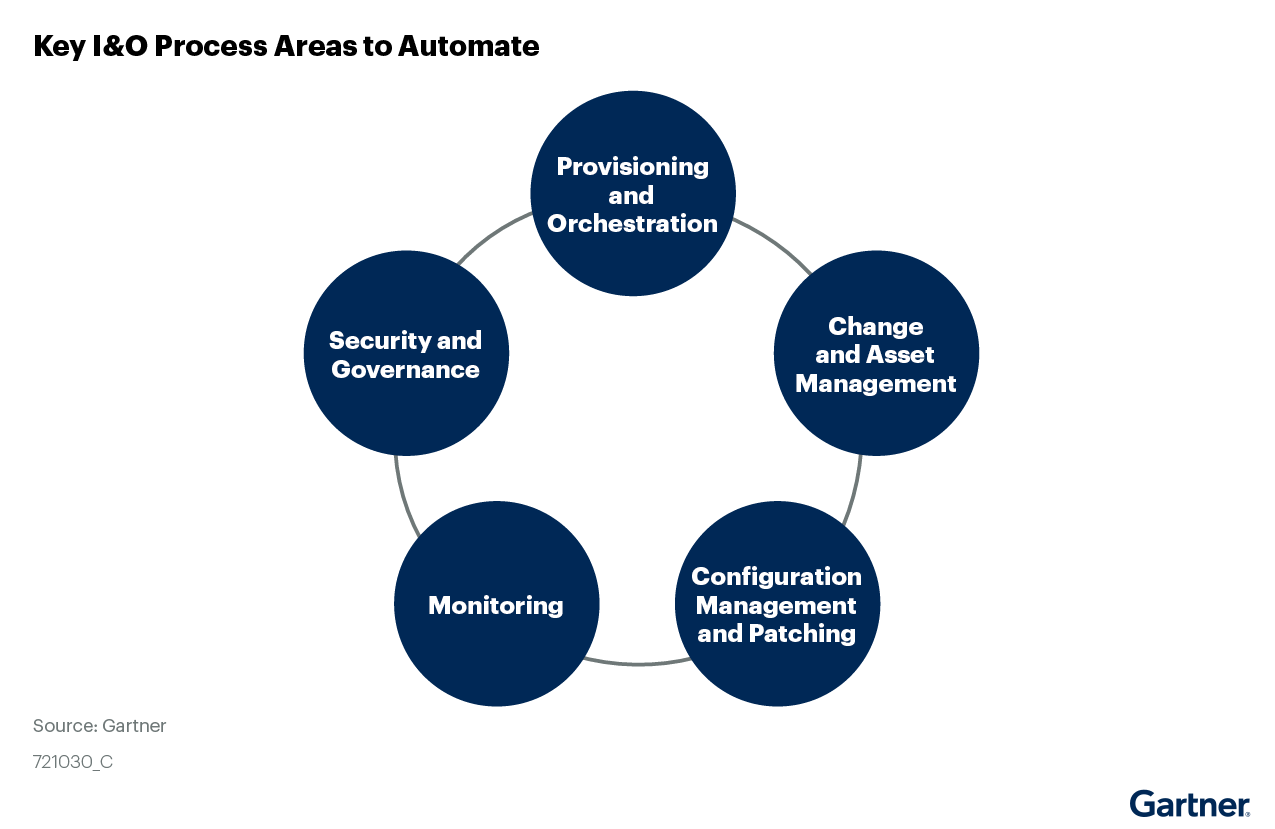 Key I&O Process Areas to Automate
Provisioning
and
Orchestration
Change
and Asset
Management
Configuration
Management
and Patching
Monitoring
Security and
Governance
Source: Gartner
721030_C
Gartner®